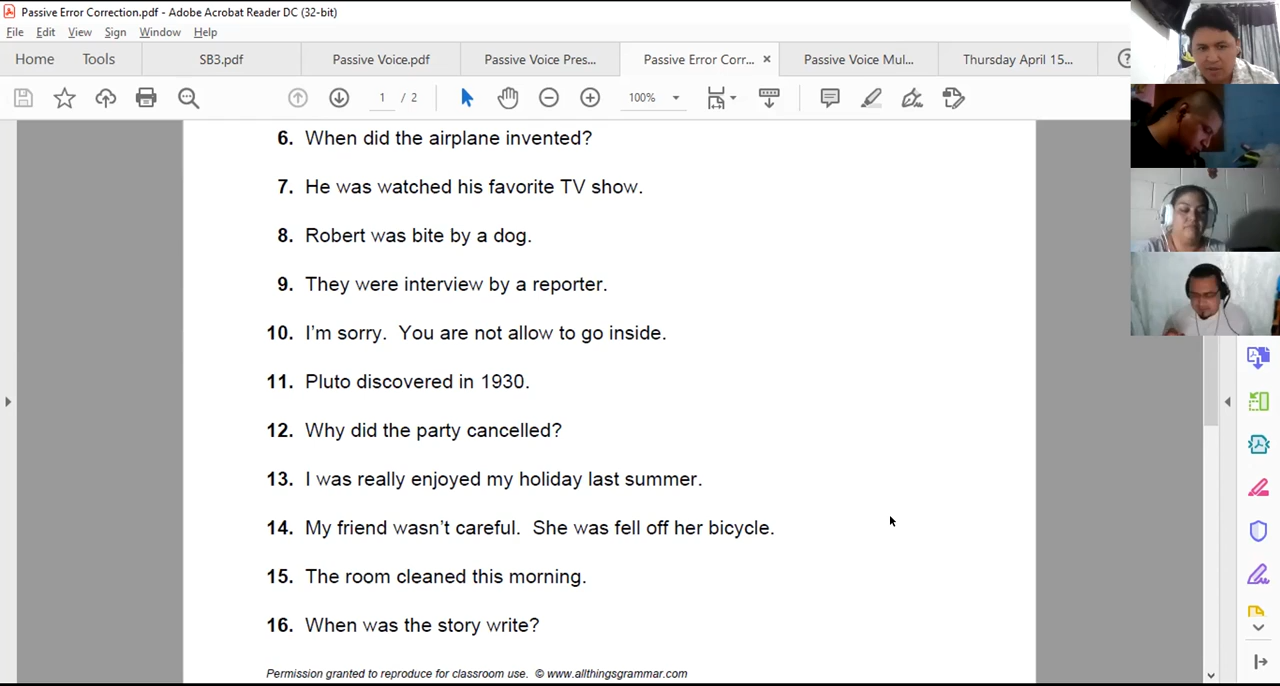 Passive Error Correction.pdf - Adobe Acrobat Reader DC (32-bit)
File Edit View Sign Window Help
Home Tools SB3.pdf Passive Voice.pdf Passive Voice Pres... Passive Error Corr... Passive Voice Mul... Thursday April 15...
1 / 2 100%
6. When did the airplane invented?
7. He was watched his favorite TV show.
8. Robert was bite by a dog.
9. They were interview by a reporter.
10. I'm sorry. You are not allow to go inside.
11. Pluto discovered in 1930.
12. Why did the party cancelled?
13. I was really enjoyed my holiday last summer.
14. My friend wasn't careful. She was fell off her bicycle.
15. The room cleaned this morning.
16. When was the story write?
Permission granted to reproduce for classroom use. © www.allthingsgrammar.com